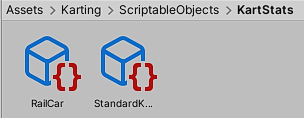 Assets > Karting > ScriptableObjects > KartStats
RailCar StandardK...